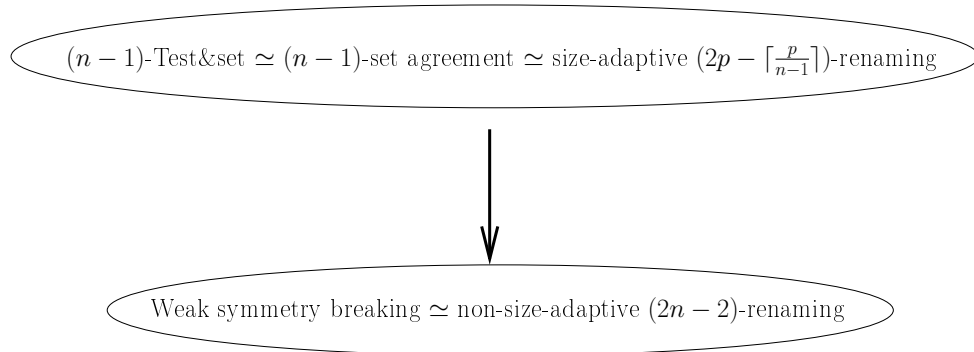 (n − 1)-Test&set ≃ (n − 1)-set agreement ≃ size-adaptive (2p − ⌈p/(n−1)⌉)-renaming
Weak symmetry breaking ≃ non-size-adaptive (2n − 2)-renaming